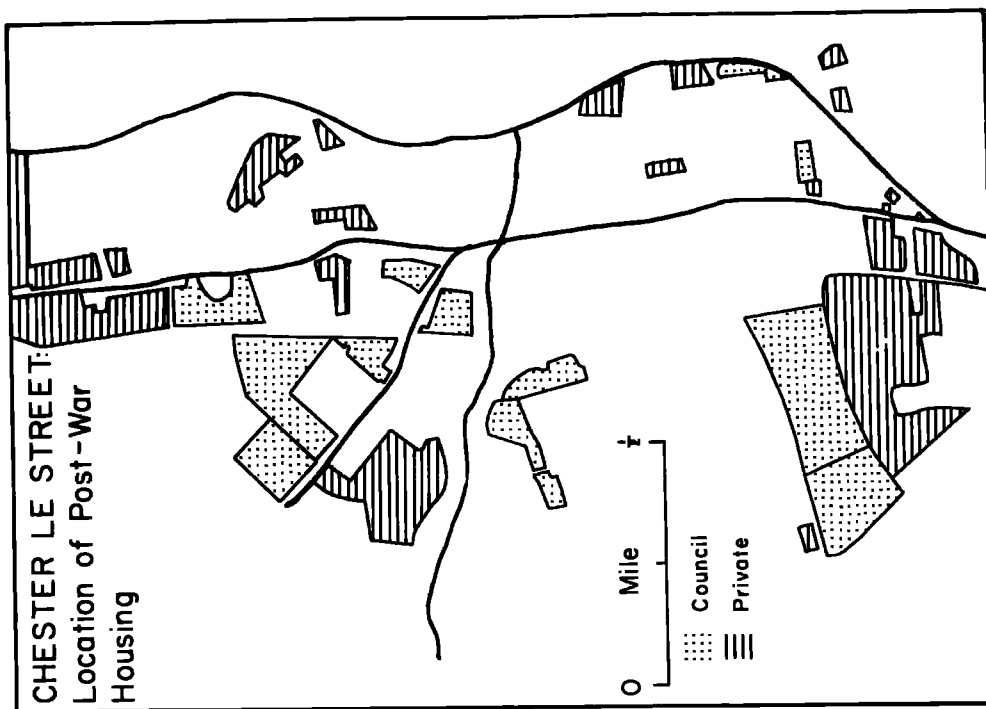 CHESTER LE STREET:
Location of Post-War
Housing
0 Mile ½
Council
Private